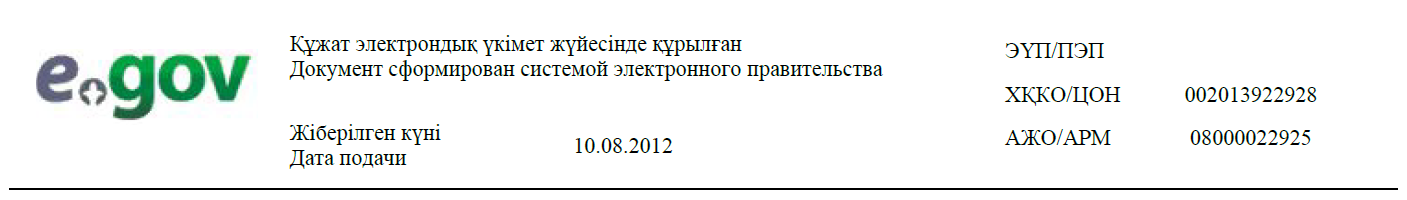 e.gov
Құжат электрондық үкімет жүйесінде құрылған
Документ сформирован системой электронного правительства
Жіберілген күні
Дата подачи
10.08.2012
ЭҮП/ПЭП
ХҚКО/ЦОН 002013922928
АЖО/АРМ 08000022925